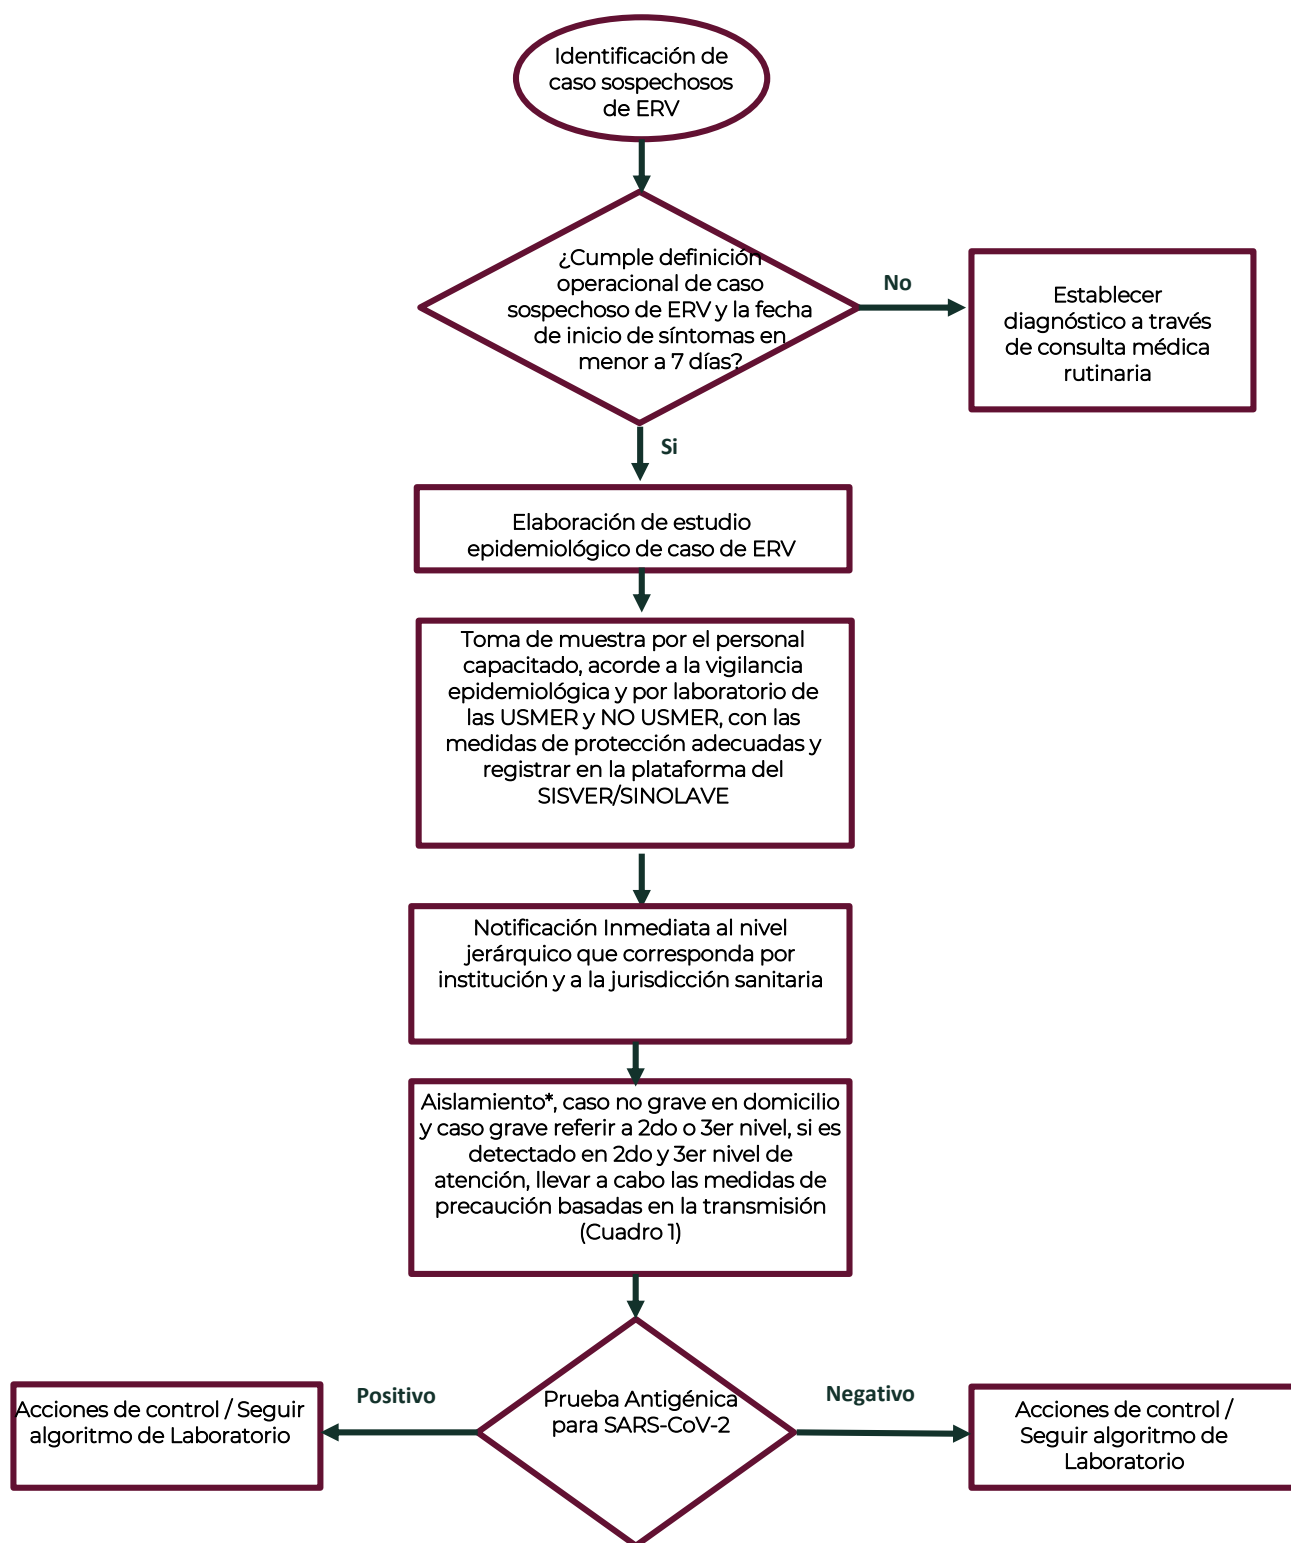 Identificación de
caso sospechosos
de ERV
¿Cumple definición
operacional de caso
sospechoso de ERV y la fecha
de inicio de síntomas en
menor a 7 días?
No
Establecer
diagnóstico a través
de consulta médica
rutinaria
Si
Elaboración de estudio
epidemiológico de caso de ERV
Toma de muestra por el personal
capacitado, acorde a la vigilancia
epidemiológica y por laboratorio de
las USMER y NO USMER, con las
medidas de protección adecuadas y
registrar en la plataforma del
SISVER/SINOLAVE
Notificación Inmediata al nivel
jerárquico que corresponda por
institución y a la jurisdicción sanitaria
Aislamiento*, caso no grave en domicilio
y caso grave referir a 2do o 3er nivel, si es
detectado en 2do y 3er nivel de
atención, llevar a cabo las medidas de
precaución basadas en la transmisión
(Cuadro 1)
Prueba Antigénica
para SARS-CoV-2
Positivo
Acciones de control / Seguir
algoritmo de Laboratorio
Negativo
Acciones de control /
Seguir algoritmo de
Laboratorio